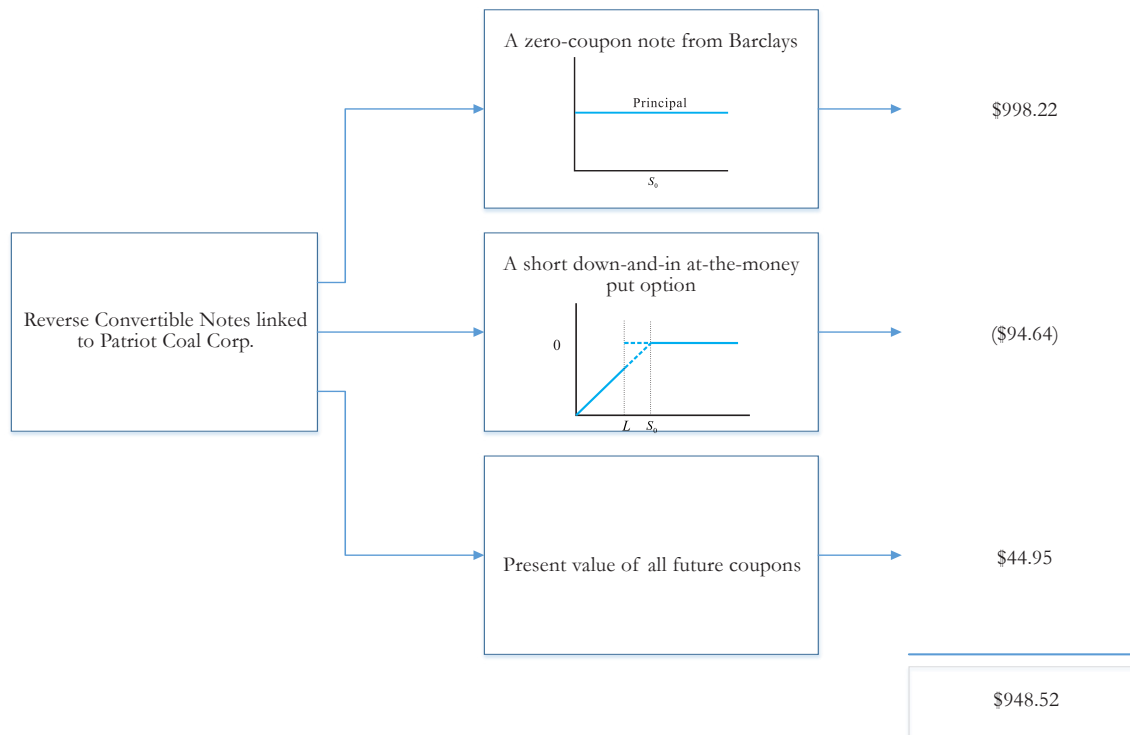 A zero-coupon note from Barclays
Principal
S₀
$998.22
Reverse Convertible Notes linked
to Patriot Coal Corp.
A short down-and-in at-the-money
put option
0
L S₀
($94.64)
Present value of all future coupons
$44.95
$948.52